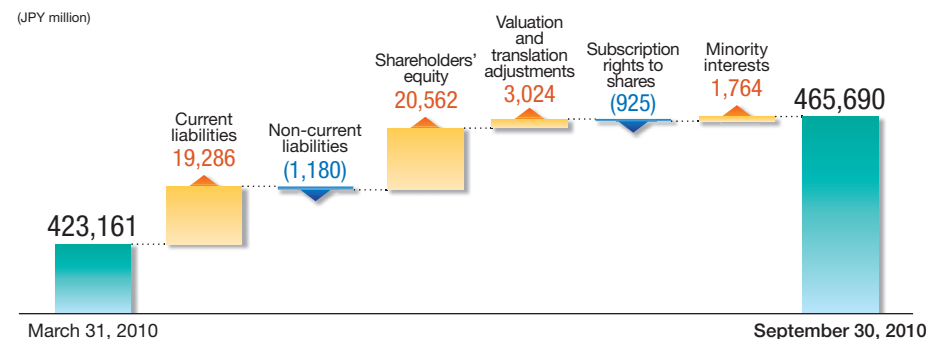 (JPY million)
423,161
Current
liabilities
19,286
Non-current
liabilities
(1,180)
Shareholders’
equity
20,562
Valuation
and
translation
adjustments
3,024
Subscription
rights to
shares
(925)
Minority
interests
1,764
465,690
March 31, 2010
September 30, 2010